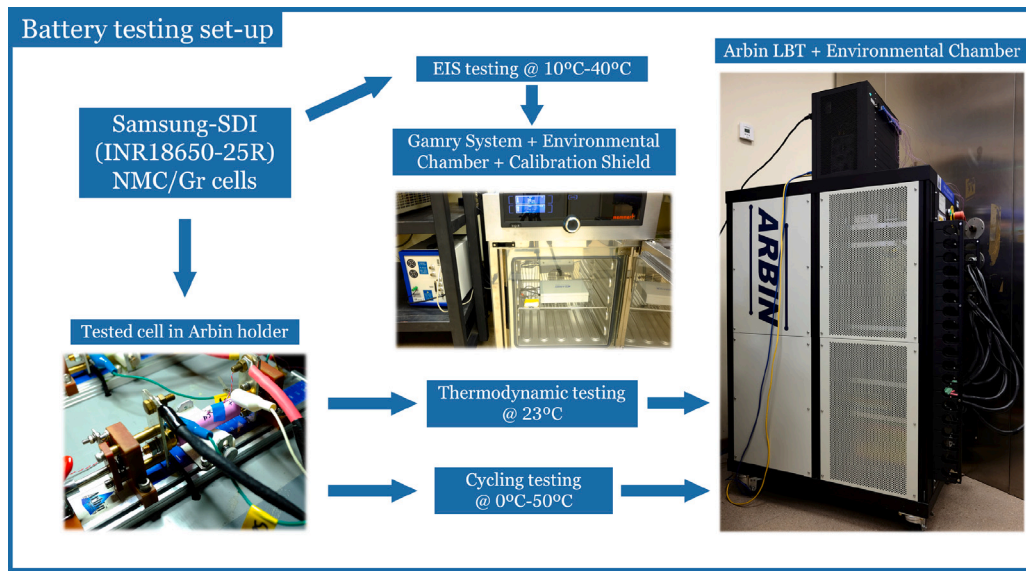 Battery testing set-up
EIS testing @ 10ºC-40ºC
Arbin LBT + Environmental Chamber
Samsung-SDI
(INR18650-25R)
NMC/Gr cells
Gamry System + Environmental
Chamber + Calibration Shield
ARBIN
Tested cell in Arbin holder
Thermodynamic testing
@ 23ºC
Cycling testing
@ 0ºC-50ºC